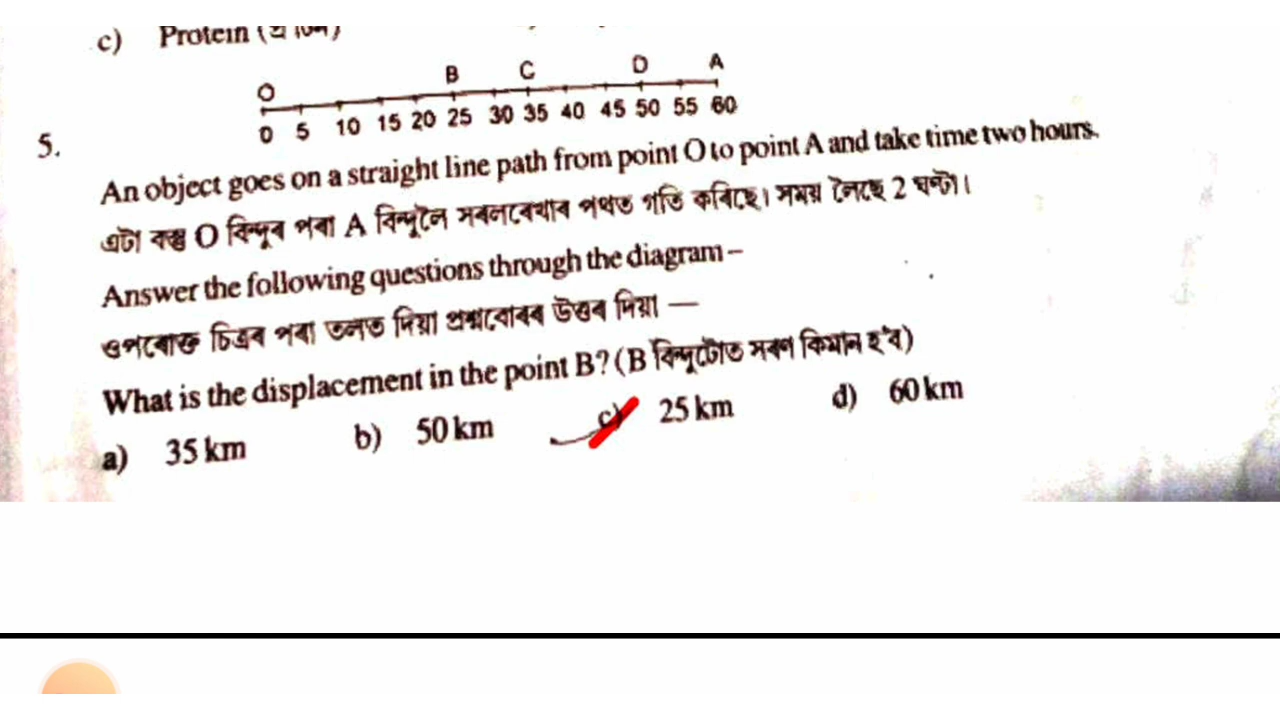 c) Protein
O B C D A
0 5 10 15 20 25 30 35 40 45 50 55 60
5.
An object goes on a straight line path from point O to point A and take time two hours.
এটা বস্তু O বিন্দুৰ পৰা A বিন্দুলৈ সৰলৰেখাৰ পথত গতি কৰিছে। সময় লৈছে 2 ঘন্টা।
Answer the following questions through the diagram –
ওপৰোক্ত চিত্ৰৰ পৰা তলত দিয়া প্ৰশ্নবোৰৰ উত্তৰ দিয়া —
What is the displacement in the point B? (B বিন্দুটোত সৰণ কিমান হ'ব)
a) 35 km b) 50 km c) 25 km d) 60 km